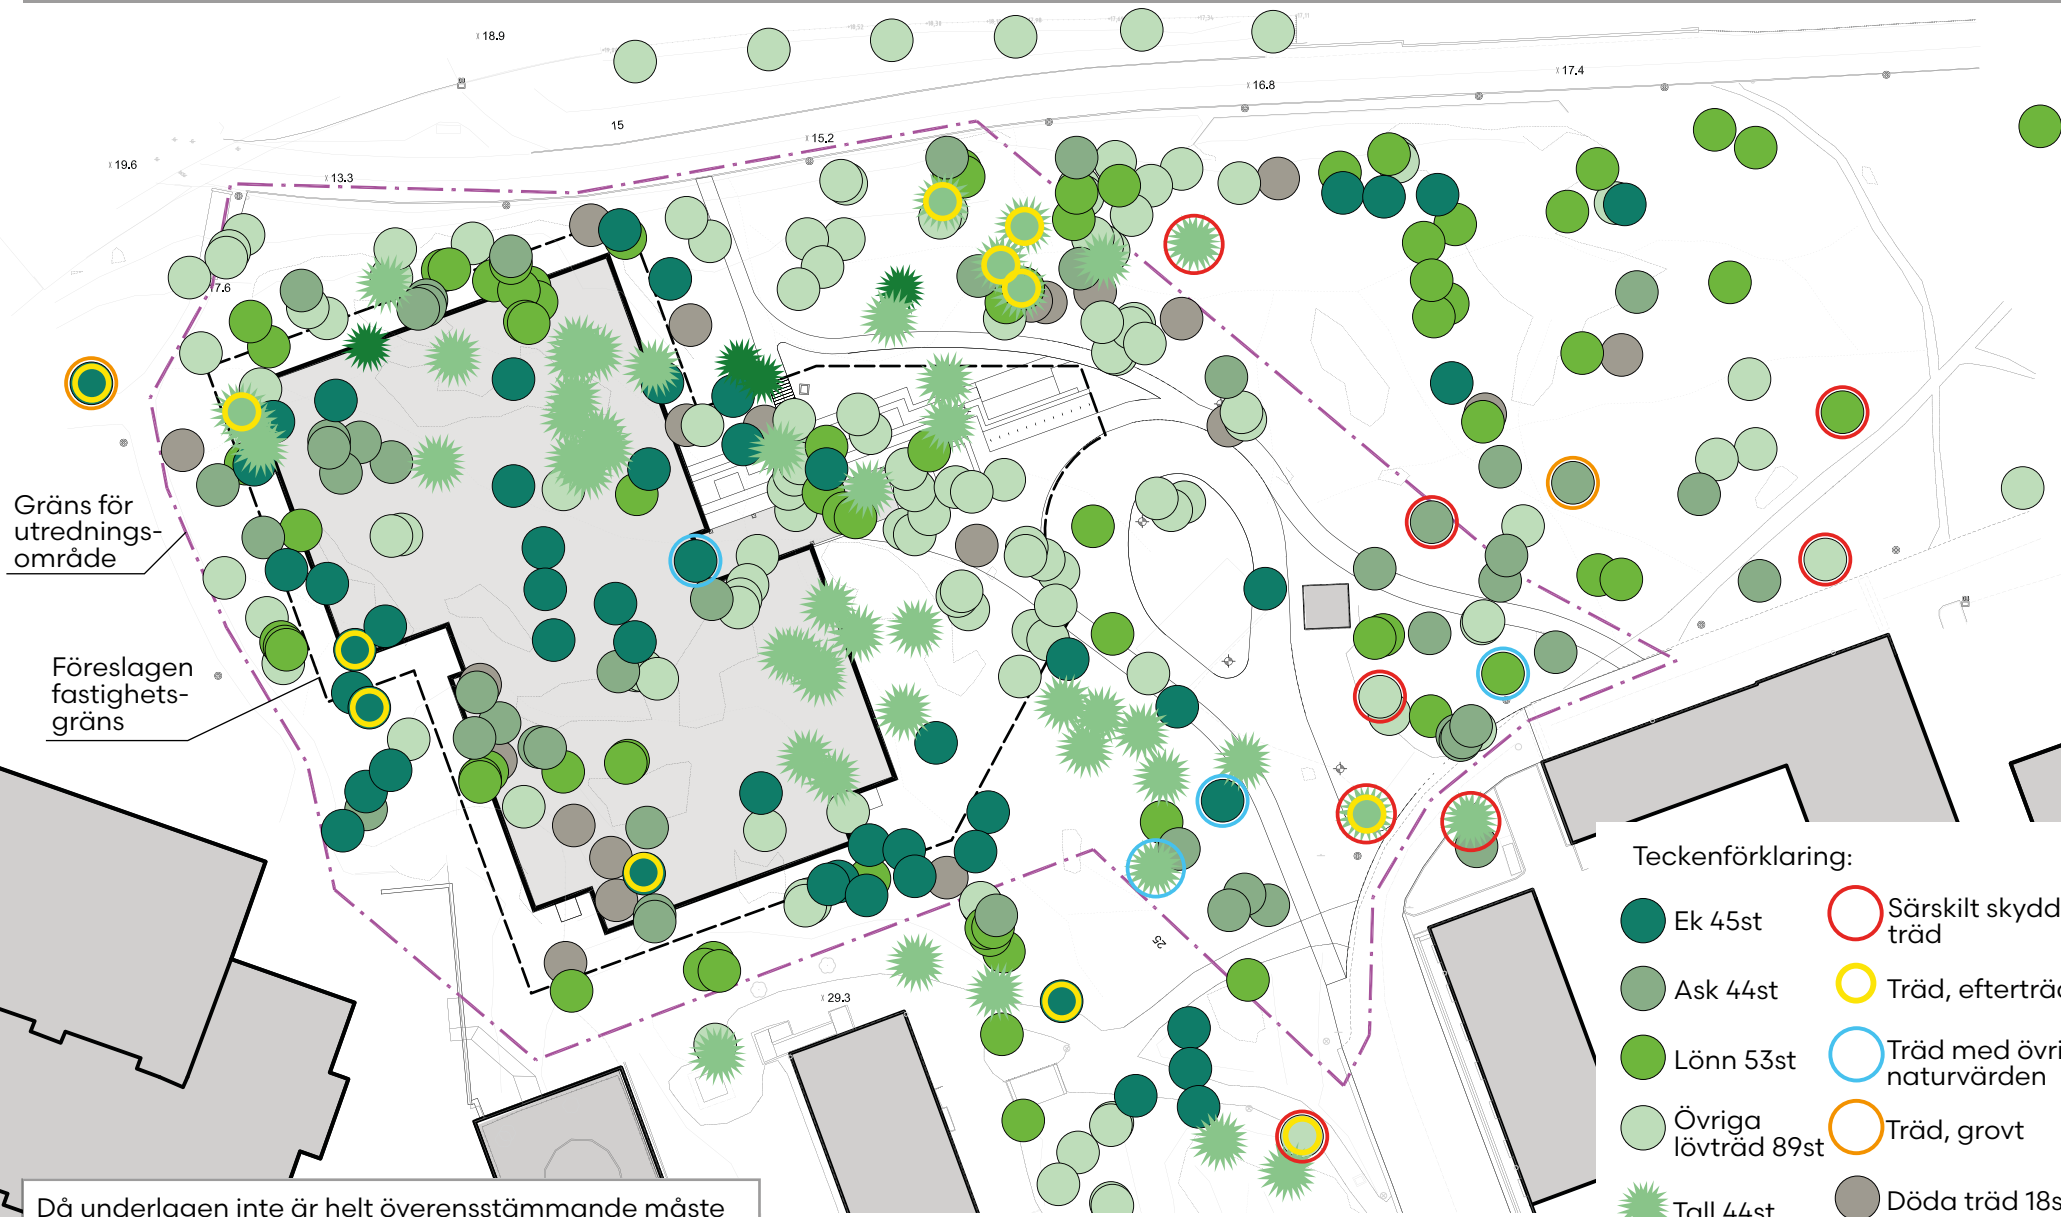 18.9
17.4
16.8
15
15.2
19.6
13.3
17.6
Gräns för
utrednings-
område
Föreslagen
fastighets-
gräns
25
29.3
Teckenförklaring:
Ek 45st
Ask 44st
Lönn 53st
Övriga
lövträd 89st
Tall 44st
Särskilt skydd
träd
Träd, efterträd
Träd med övri
naturvärden
Träd, grovt
Döda träd 18s
Då underlagen inte är helt överensstämmande måste